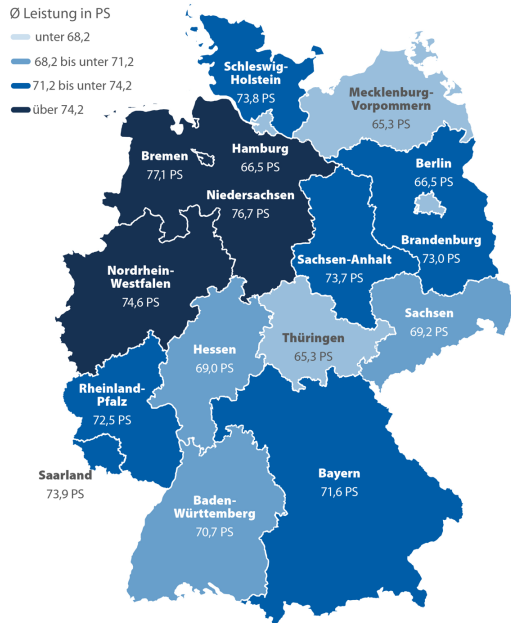 Ø Leistung in PS
unter 68,2
68,2 bis unter 71,2
71,2 bis unter 74,2
über 74,2
Schleswig-
Holstein
73,8 PS
Mecklenburg-
Vorpommern
65,3 PS
Hamburg
66,5 PS
Bremen
77,1 PS
Berlin
66,5 PS
Niedersachsen
76,7 PS
Brandenburg
73,0 PS
Sachsen-Anhalt
73,7 PS
Nordrhein-
Westfalen
74,6 PS
Sachsen
69,2 PS
Thüringen
65,3 PS
Hessen
69,0 PS
Rheinland-
Pfalz
72,5 PS
Saarland
73,9 PS
Bayern
71,6 PS
Baden-
Württemberg
70,7 PS